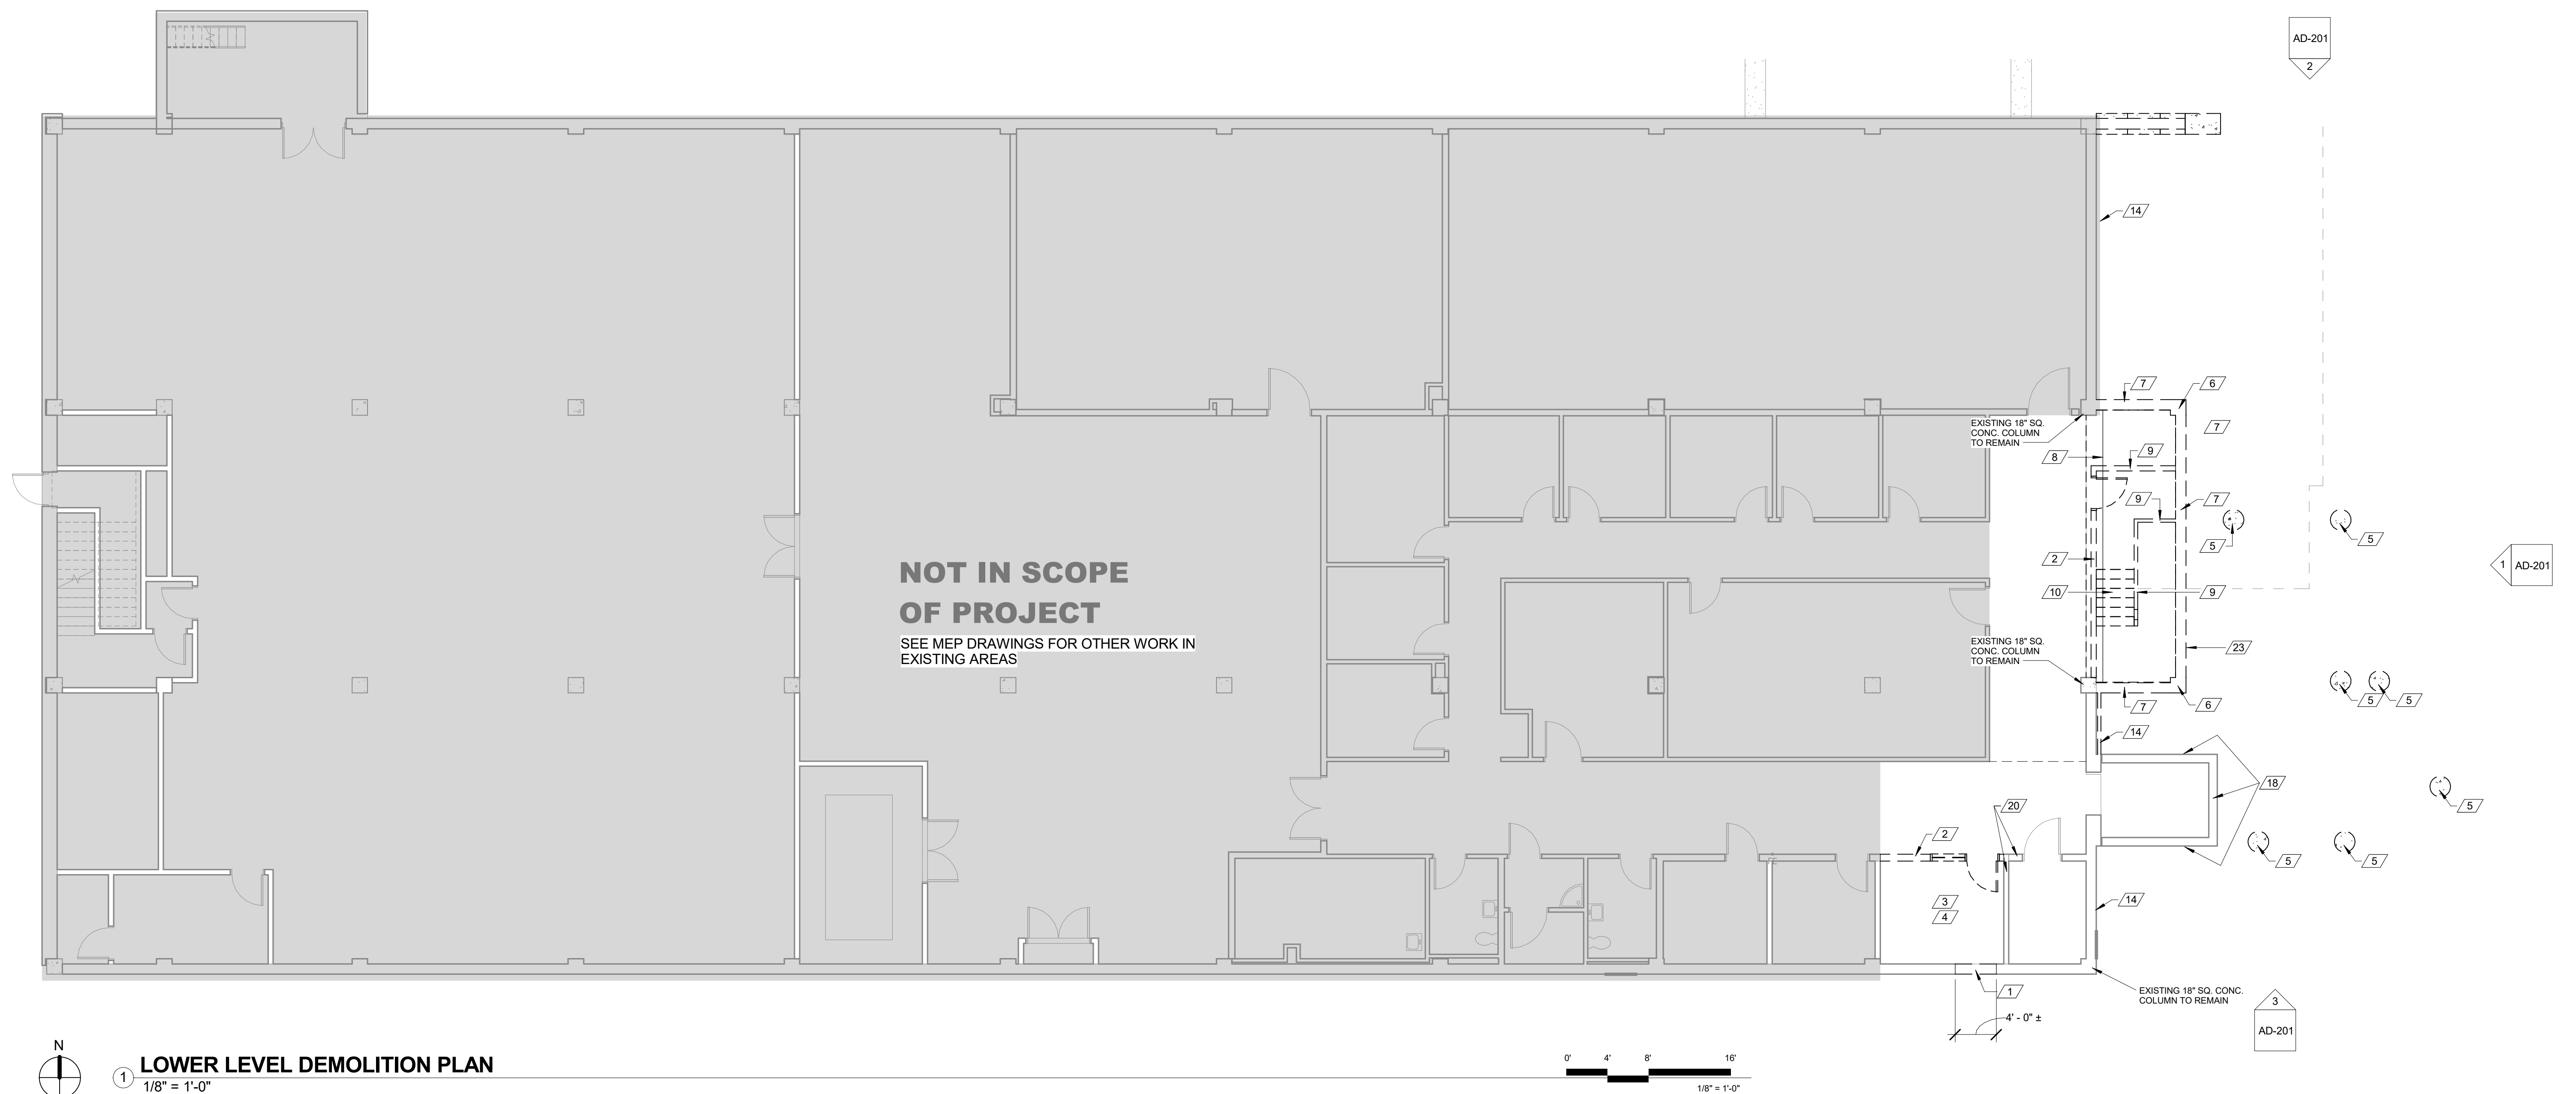 AD-201
2
14
7
6
EXISTING 18" SQ.
CONC. COLUMN
TO REMAIN
7
8
9
9
7
5
5
NOT IN SCOPE
OF PROJECT
SEE MEP DRAWINGS FOR OTHER WORK IN
EXISTING AREAS
2
1 AD-201
10
9
EXISTING 18" SQ.
CONC. COLUMN
TO REMAIN
23
5
5
7
6
14
18
20
5
2
5
5
3
4
14
1
EXISTING 18" SQ. CONC.
COLUMN TO REMAIN
3
AD-201
4' - 0" ±
N
1
LOWER LEVEL DEMOLITION PLAN
1/8" = 1'-0"
0' 4' 8' 16'
1/8" = 1'-0"